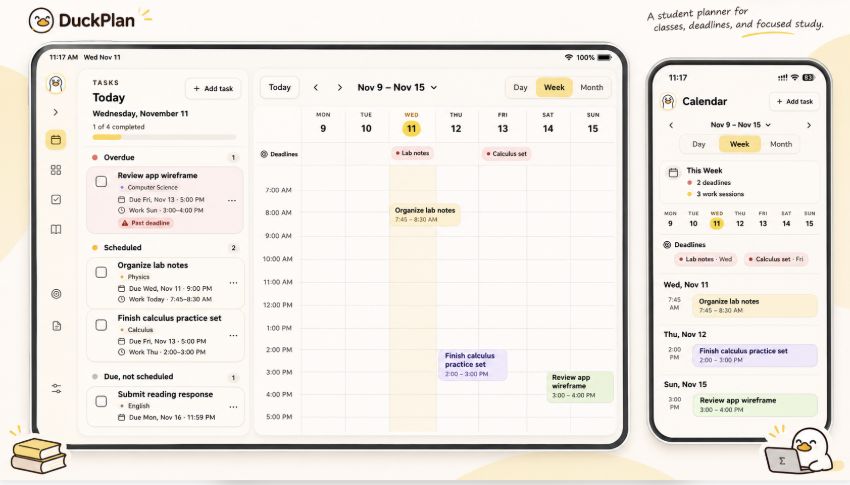 DuckPlan
A student planner for
classes, deadlines, and focused study.
11:17 AM Wed Nov 11
100%
TASKS
Today
+ Add task
Wednesday, November 11
1 of 4 completed
Overdue 1
Review app wireframe
Computer Science
Due Fri, Nov 13 · 5:00 PM
Work Sun · 3:00–4:00 PM
Past deadline
Scheduled 2
Organize lab notes
Physics
Due Wed, Nov 11 · 9:00 PM
Work Today · 7:45–8:30 AM
Finish calculus practice set
Calculus
Due Fri, Nov 13 · 5:00 PM
Work Thu · 2:00–3:00 PM
Due, not scheduled 1
Submit reading response
English
Due Mon, Nov 16 · 11:59 PM
Today
Nov 9 – Nov 15
Day Week Month
MON TUE WED THU FRI SAT SUN
9 10 11 12 13 14 15
Deadlines
Lab notes
Calculus set
7:00 AM
8:00 AM
9:00 AM
10:00 AM
11:00 AM
12:00 PM
1:00 PM
2:00 PM
3:00 PM
4:00 PM
5:00 PM
Organize lab notes
7:45 – 8:30 AM
Finish calculus
practice set
2:00 – 3:00 PM
Review app
wireframe
3:00 – 4:00 PM
11:17
Calendar
+ Add task
Nov 9 – Nov 15
Day Week Month
This Week
2 deadlines
3 work sessions
MON TUE WED THU FRI SAT SUN
9 10 11 12 13 14 15
Deadlines
Lab notes · Wed
Calculus set · Fri
Wed, Nov 11
7:45
AM
Organize lab notes
7:45 – 8:30 AM
Thu, Nov 12
2:00
PM
Finish calculus practice set
2:00 – 3:00 PM
Sun, Nov 15
3:00
PM
Review app wireframe
3:00 – 4:00 PM
Σ